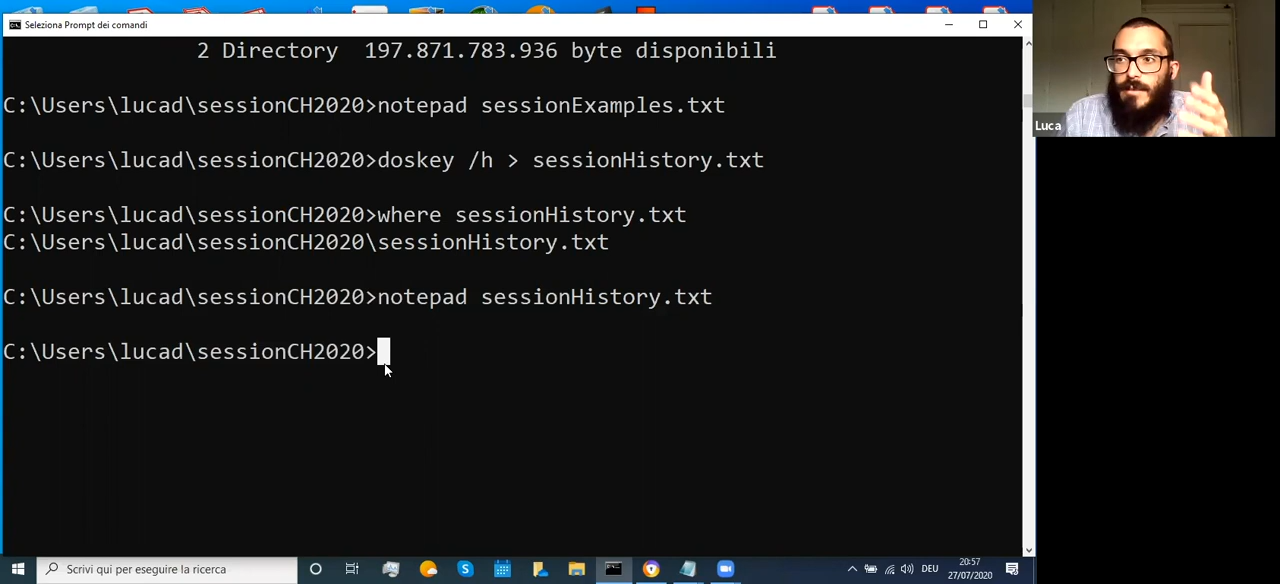 Seleziona Prompt dei comandi
2 Directory  197.871.783.936 byte disponibili
C:\Users\lucad\sessionCH2020>notepad sessionExamples.txt
C:\Users\lucad\sessionCH2020>doskey /h > sessionHistory.txt
C:\Users\lucad\sessionCH2020>where sessionHistory.txt
C:\Users\lucad\sessionCH2020\sessionHistory.txt
C:\Users\lucad\sessionCH2020>notepad sessionHistory.txt
C:\Users\lucad\sessionCH2020>
Luca
Scrivi qui per eseguire la ricerca
DEU
20:57
27/07/2020